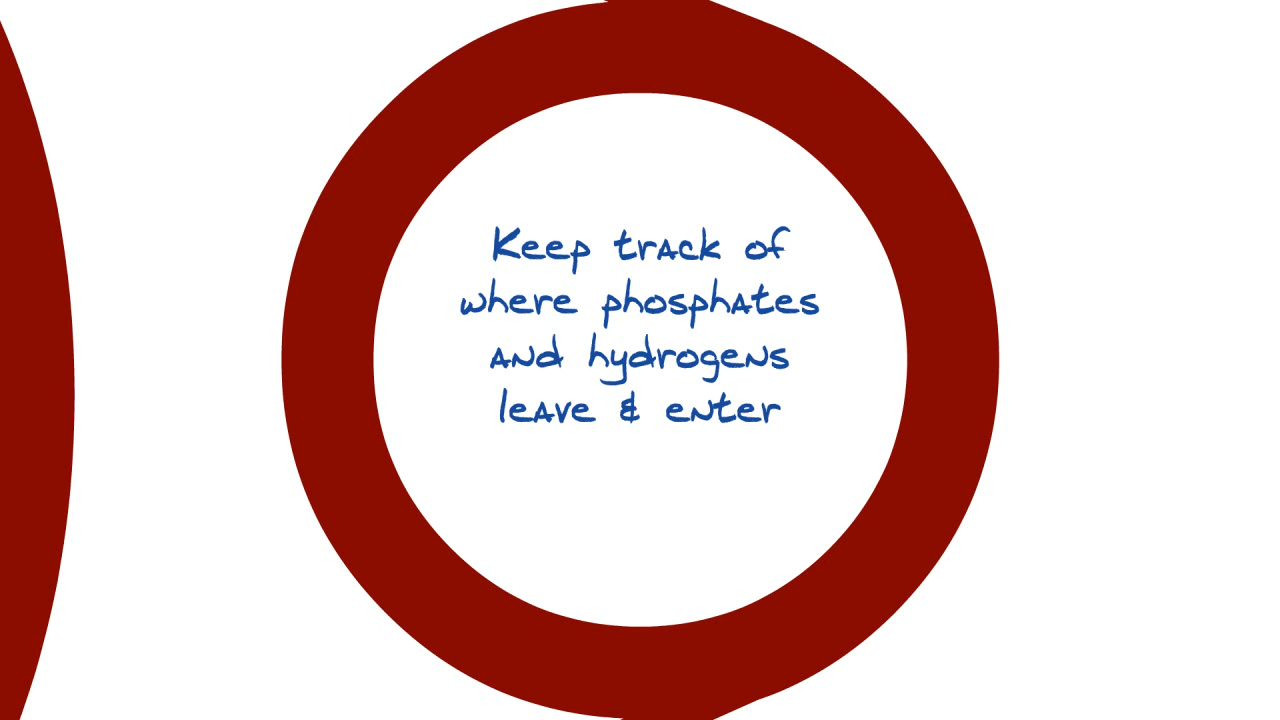 Keep track of
where phosphates
and hydrogens
leave & enter